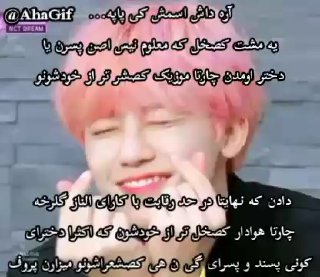 @AhaGif
NCT DREAM
آره داش اسمش کی پاپه...
یه مشت کصخل که معلوم نیس اصن پسرن یا
دختر اومدن چارتا موزیک کصشر تر از خودشونو
دادن که نهایتا در حد رقابت با کارای الناز گلرخه
چارتا هوادار کصخل تر از خودشون که اکثرا دخترای
کونی پسند و پسرای گی ن هی کصشعراشونو میزارن پروف